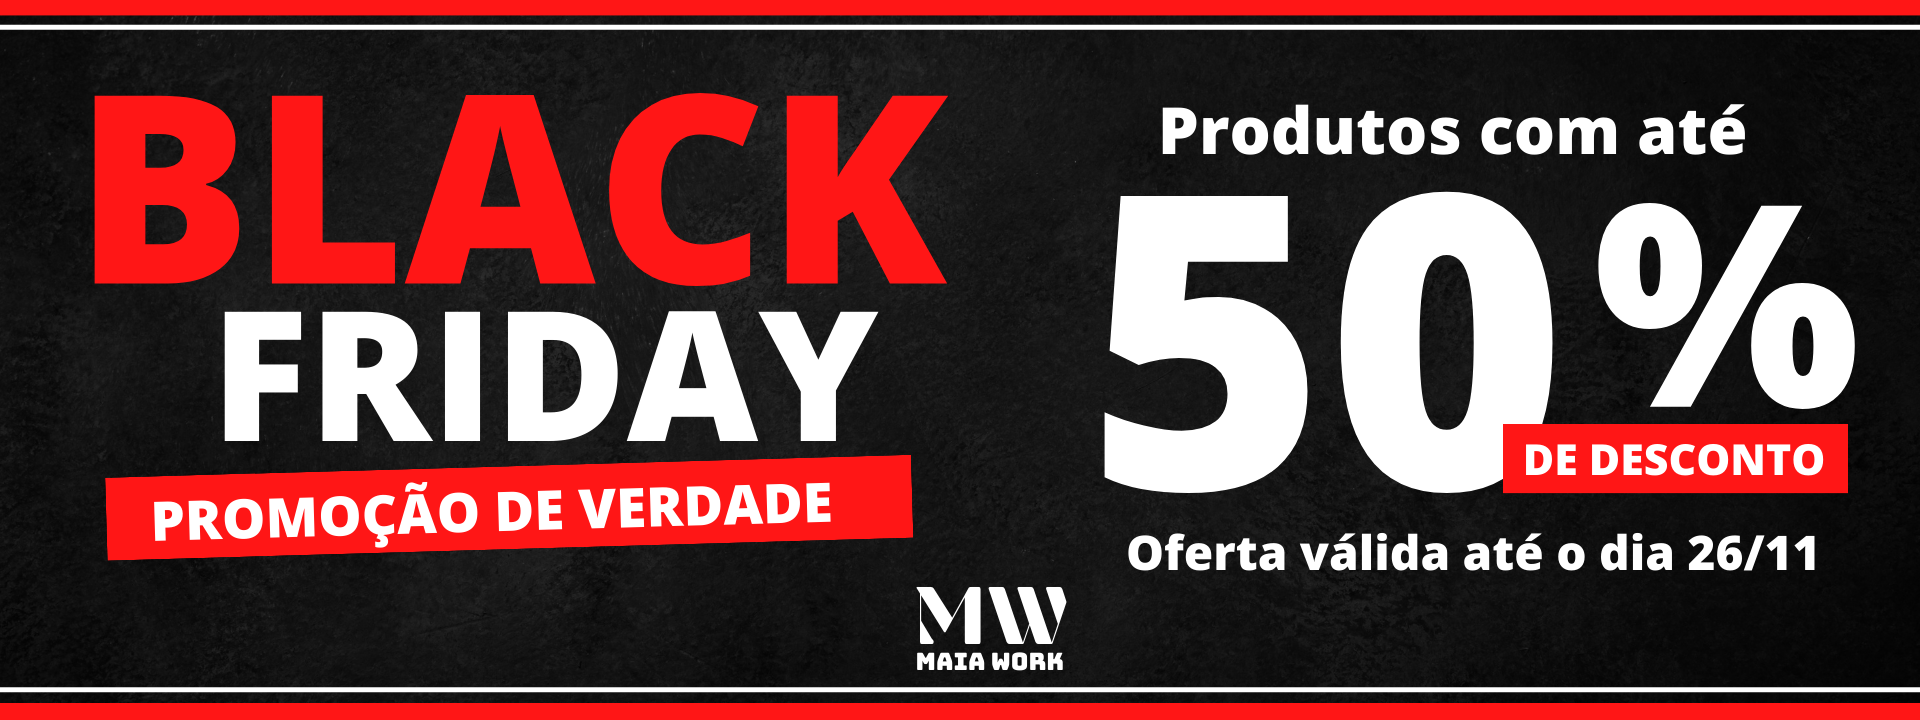 BLACK
FRIDAY
PROMOÇÃO DE VERDADE
Produtos com até
50%
DE DESCONTO
Oferta válida até o dia 26/11
MW
MAIA WORK